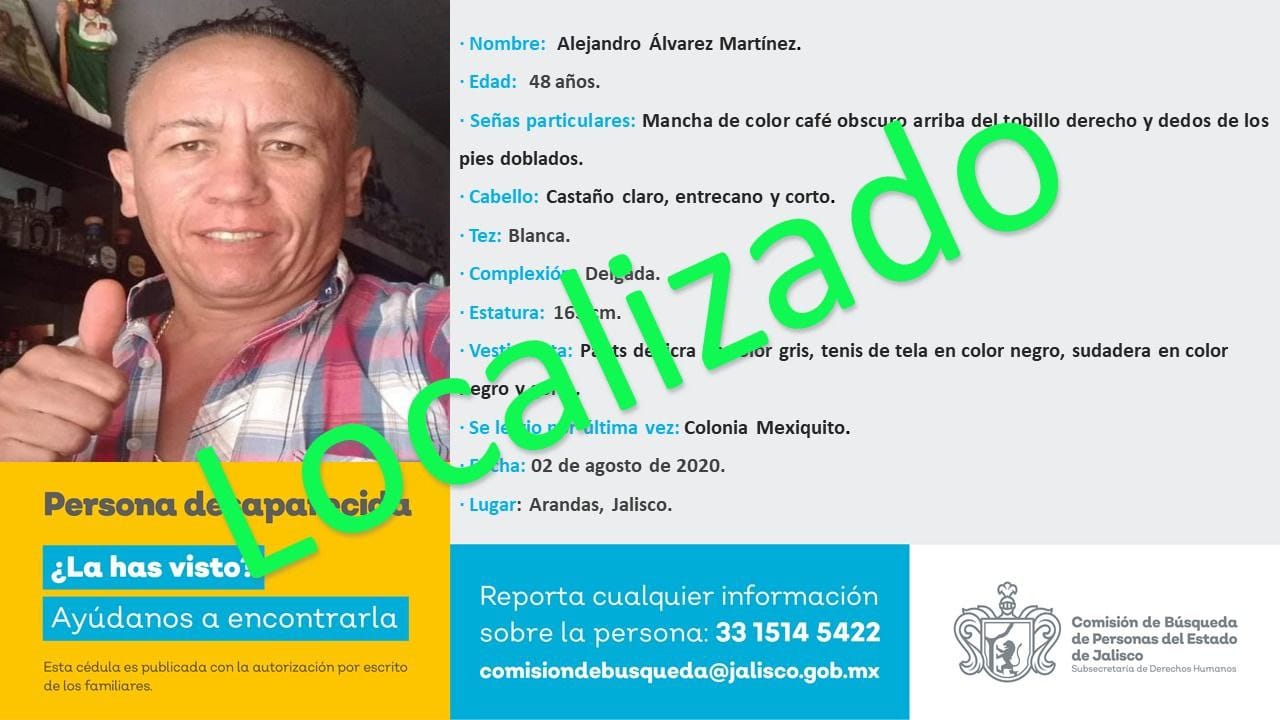 · Nombre: Alejandro Álvarez Martínez.
· Edad: 48 años.
· Señas particulares: Mancha de color café obscuro arriba del tobillo derecho y dedos de los
pies doblados.
· Cabello: Castaño claro, entrecano y corto.
· Tez: Blanca.
· Complexión: Delgada.
· Estatura: cm.
· Vestimenta: Pants de licra en color gris, tenis de tela en color negro, sudadera en color
negro y
· Se le vio por última vez: Colonia Mexiquito.
· Fecha: 02 de agosto de 2020.
· Lugar: Arandas, Jalisco.
Localizado
Persona desaparecida
¿La has visto?
Ayúdanos a encontrarla
Esta cédula es publicada con la autorización por escrito
de los familiares.
Reporta cualquier información
sobre la persona: 33 1514 5422
comisiondebusqueda@jalisco.gob.mx
Comisión de Búsqueda
de Personas del Estado
de Jalisco
Subsecretaría de Derechos Humanos